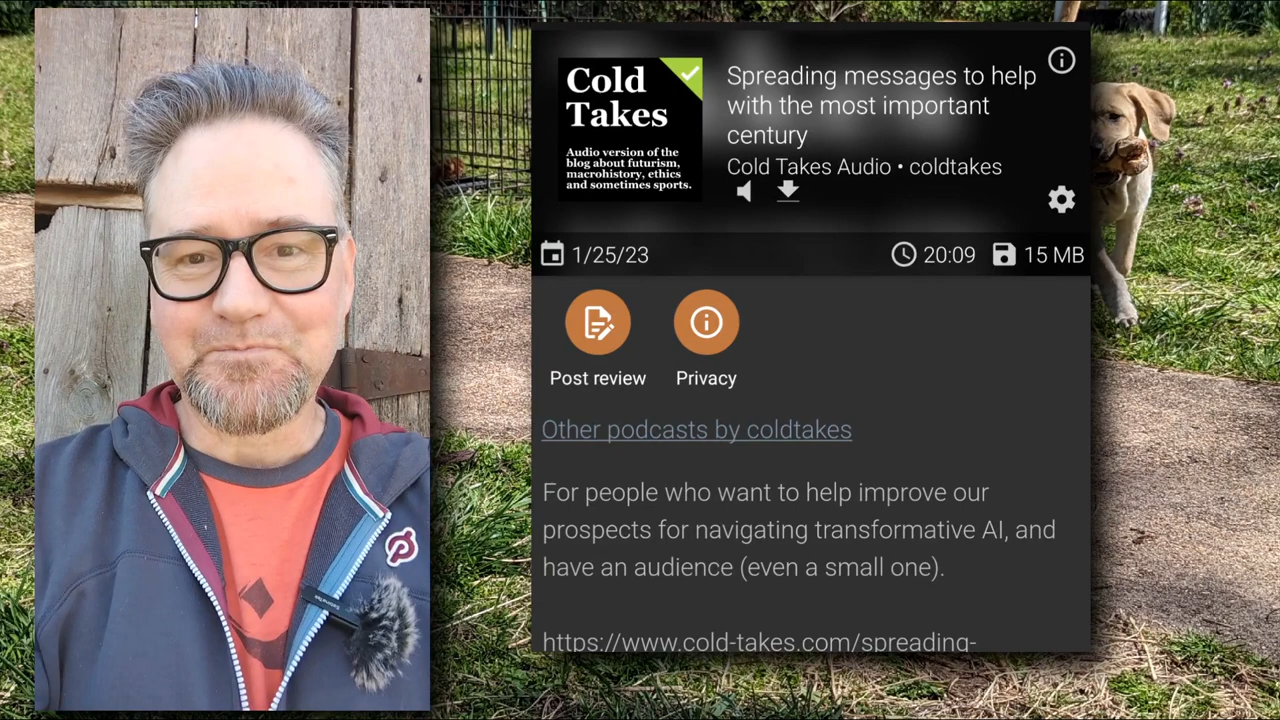 Cold
Takes
Audio version of the
blog about futurism,
macrohistory, ethics
and sometimes sports.
Spreading messages to help
with the most important
century
Cold Takes Audio • coldtakes
1/25/23
20:09
15 MB
Post review
Privacy
Other podcasts by coldtakes
For people who want to help improve our
prospects for navigating transformative AI, and
have an audience (even a small one).
https://www.cold-takes.com/spreading-